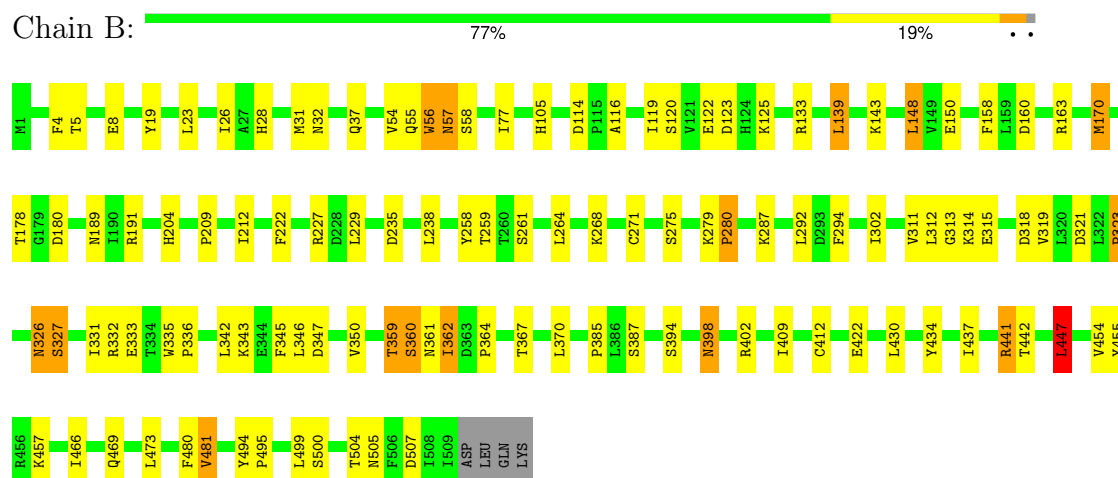 Chain B:
77% 19% • •
M1 F4 T5 E8 Y19 L23 I26 A27 H28 M31 N32 Q37 V54 Q55 W56 N57 S58 I77 H105 D114 P115 A116 I119 S120 V121 E122 D123 H124 K125 R133 L139 K143 L148 V149 E150 F158 L159 D160 R163 M170
T178 G179 D180 N189 I190 R191 H204 P209 I212 F222 R227 D228 L229 D235 L238 Y258 T259 T260 S261 L264 K268 C271 S275 K279 P280 K287 L292 D293 F294 I302 V311 L312 G313 K314 E315 D318 V319 L320 D321 L322
N326 S327 I331 R332 E333 T334 W335 P336 L342 K343 E344 F345 L346 D347 V350 T359 S360 N361 I362 D363 P364 T367 L370 P385 L386 S387 S394 N398 R402 I409 C412 E422 L430 Y434 I437 R441 T442 L447 V454
R456 K457 I466 Q469 L473 F480 V481 Y494 P495 L499 S500 T504 N505 F506 D507 I508 I509 ASP LEU GLN LYS